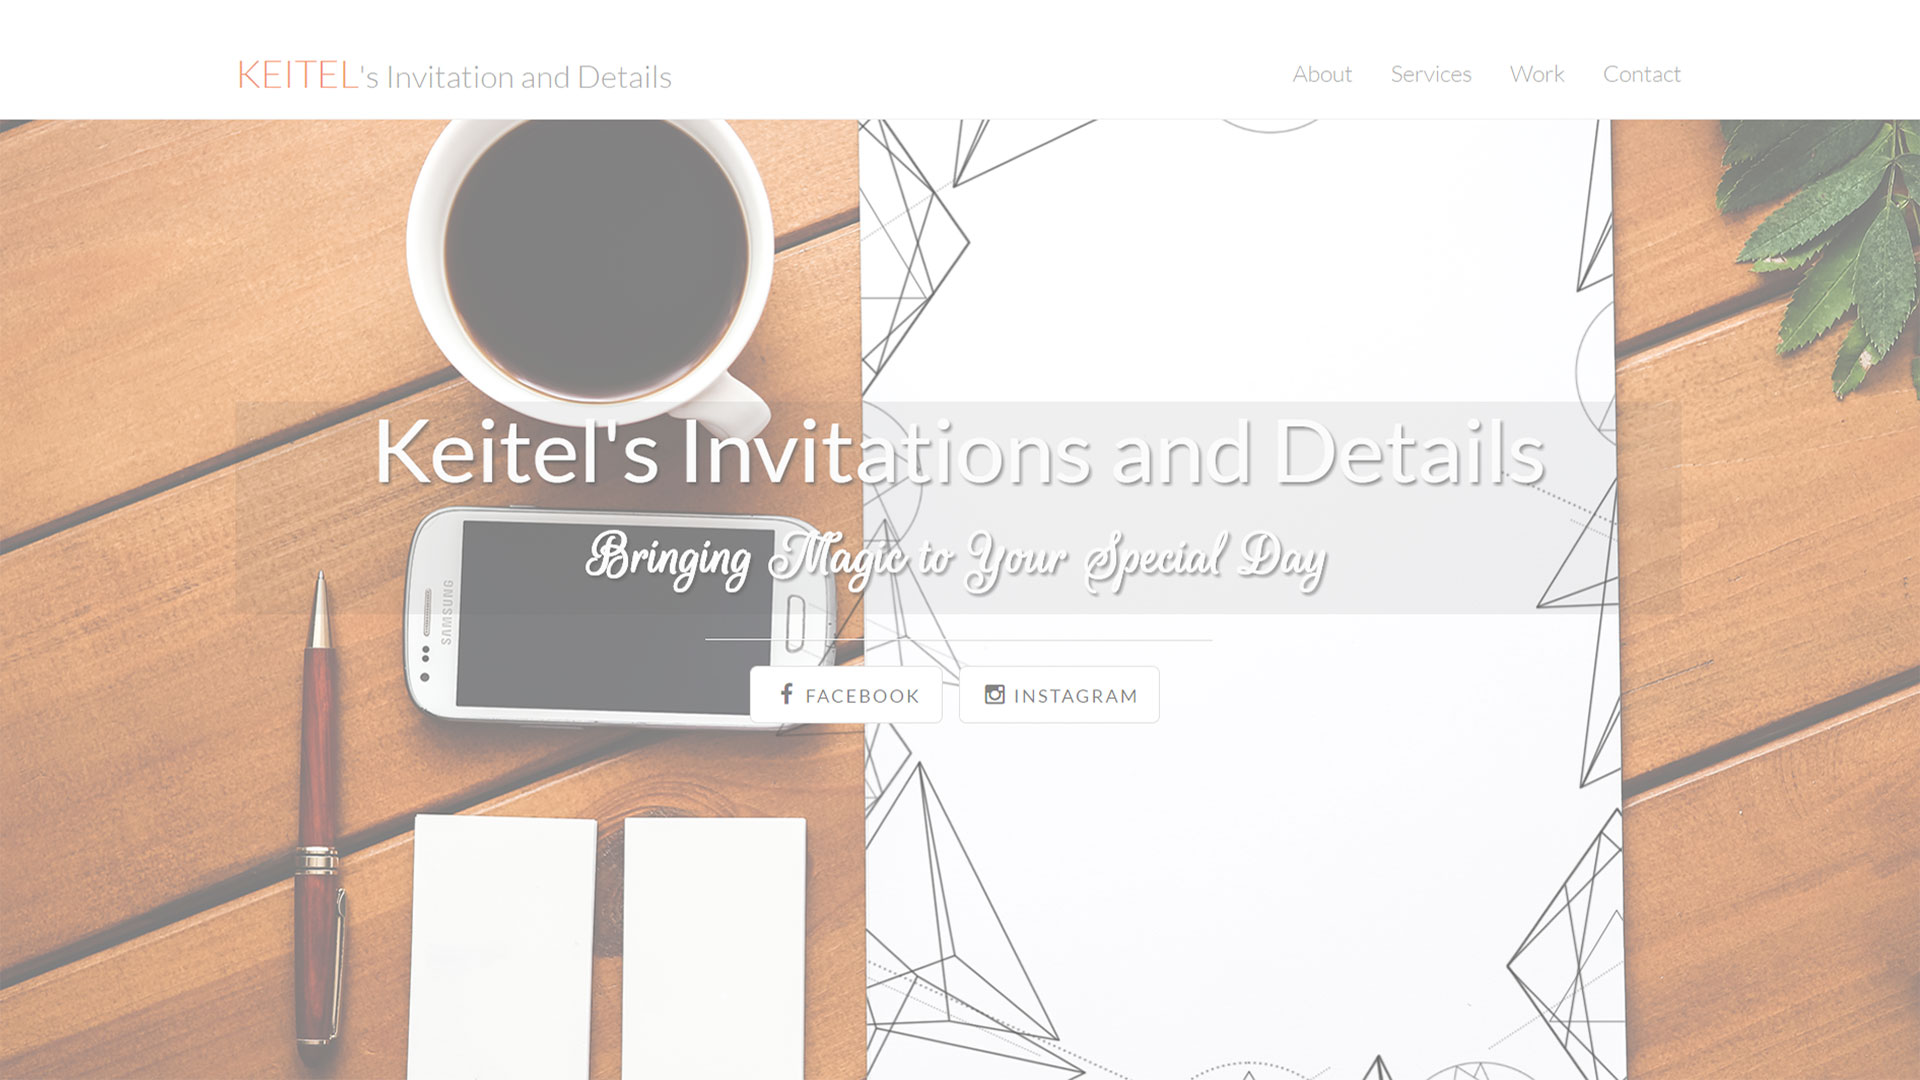 KEITEL's Invitation and Details
About Services Work Contact
Keitel's Invitations and Details
Bringing Magic to Your Special Day
SAMSUNG
FACEBOOK INSTAGRAM